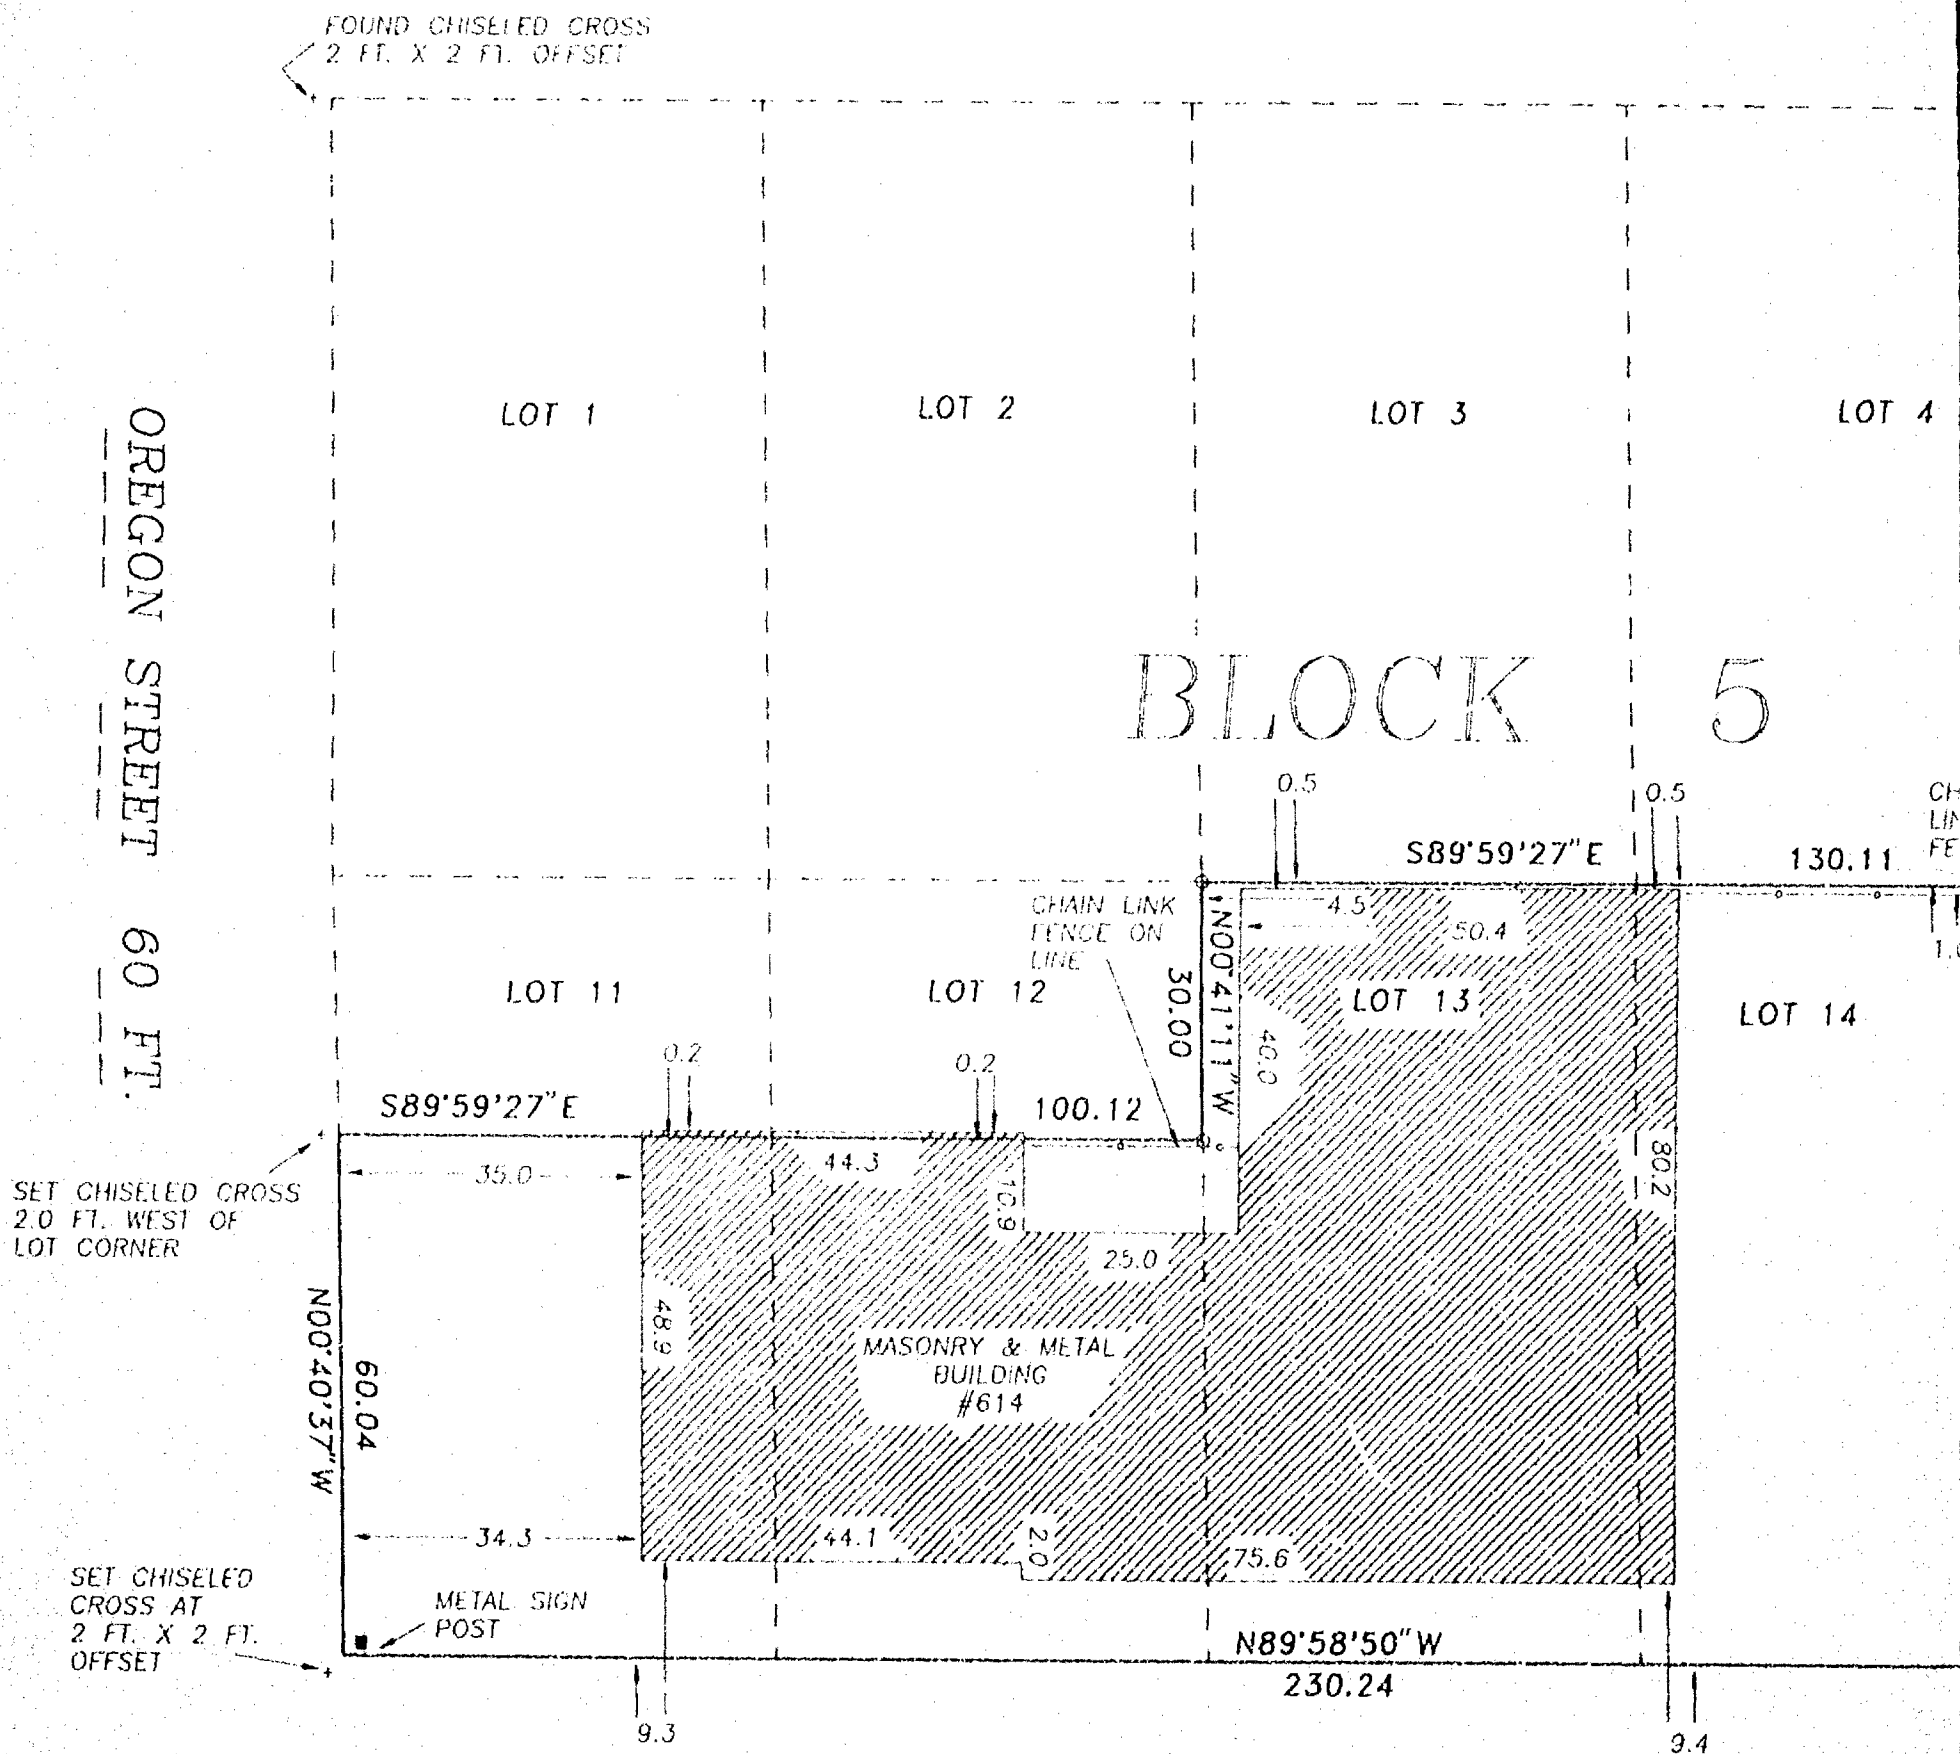 FOUND CHISELED CROSS
2 FT. X 2 FT. OFFSET
LOT 1
LOT 2
LOT 3
LOT 4
OREGON STREET 60 FT.
BLOCK 5
0.5
0.5
S89°59'27"E
130.11
CHAIN LINK
FENCE ON
LINE
4.5
50.4
N00°41'11"W
30.00
40.0
LOT 11
LOT 12
LOT 13
LOT 14
0.2
0.2
S89°59'27"E
100.12
35.0
44.3
10.9
80.2
SET CHISELED CROSS
2.0 FT. WEST OF
LOT CORNER
25.0
48.9
N00°40'37"W
60.04
MASONRY & METAL
BUILDING
#614
34.3
44.1
2.0
75.6
SET CHISELED
CROSS AT
2 FT. X 2 FT.
OFFSET
METAL SIGN
POST
N89°58'50"W
230.24
9.3
9.4